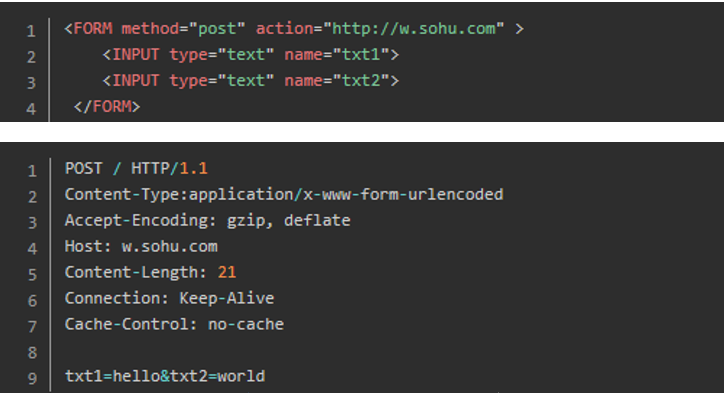 1 <FORM method="post" action="http://w.sohu.com" >
2 <INPUT type="text" name="txt1">
3 <INPUT type="text" name="txt2">
4 </FORM>
1 POST / HTTP/1.1
2 Content-Type:application/x-www-form-urlencoded
3 Accept-Encoding: gzip, deflate
4 Host: w.sohu.com
5 Content-Length: 21
6 Connection: Keep-Alive
7 Cache-Control: no-cache
8
9 txt1=hello&txt2=world